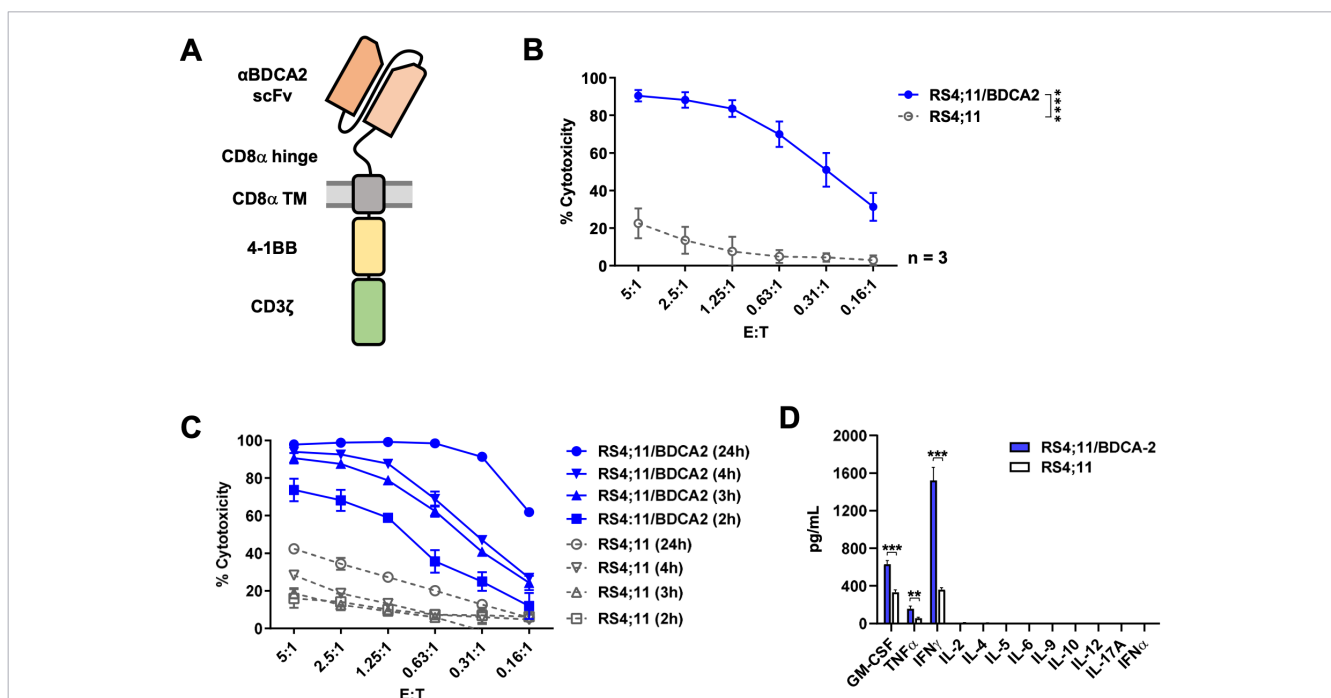 A
αBDCA2
scFv
CD8α hinge
CD8α TM
4-1BB
CD3ζ
B
% Cytotoxicity
100
80
60
40
20
0
5:1
2.5:1
1.25:1
0.63:1
0.31:1
0.16:1
E:T
RS4;11/BDCA2
RS4;11
****
n = 3
C
% Cytotoxicity
100
80
60
40
20
0
5:1
2.5:1
1.25:1
0.63:1
0.31:1
0.16:1
E:T
RS4;11/BDCA2 (24h)
RS4;11/BDCA2 (4h)
RS4;11/BDCA2 (3h)
RS4:11/BDCA2 (2h)
RS4;11 (24h)
RS4;11 (4h)
RS4;11 (3h)
RS4;11 (2h)
D
pg/mL
2000
1600
1200
800
400
0
***
**
***
RS4;11/BDCA-2
RS4;11
GM-CSF
TNFα
IFNγ
IL-2
IL-4
IL-5
IL-6
IL-9
IL-10
IL-12
IL-17A
IFNα